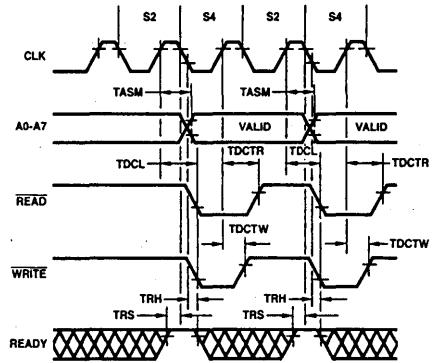 S2 S4 S2 S4
CLK
TASM TASM
A0-A7 VALID VALID
TDCTR
TDCL TDCL TDCTR
READ
TDCTW
TDCTW
WRITE
TRH TRH
TRS TRS
READY